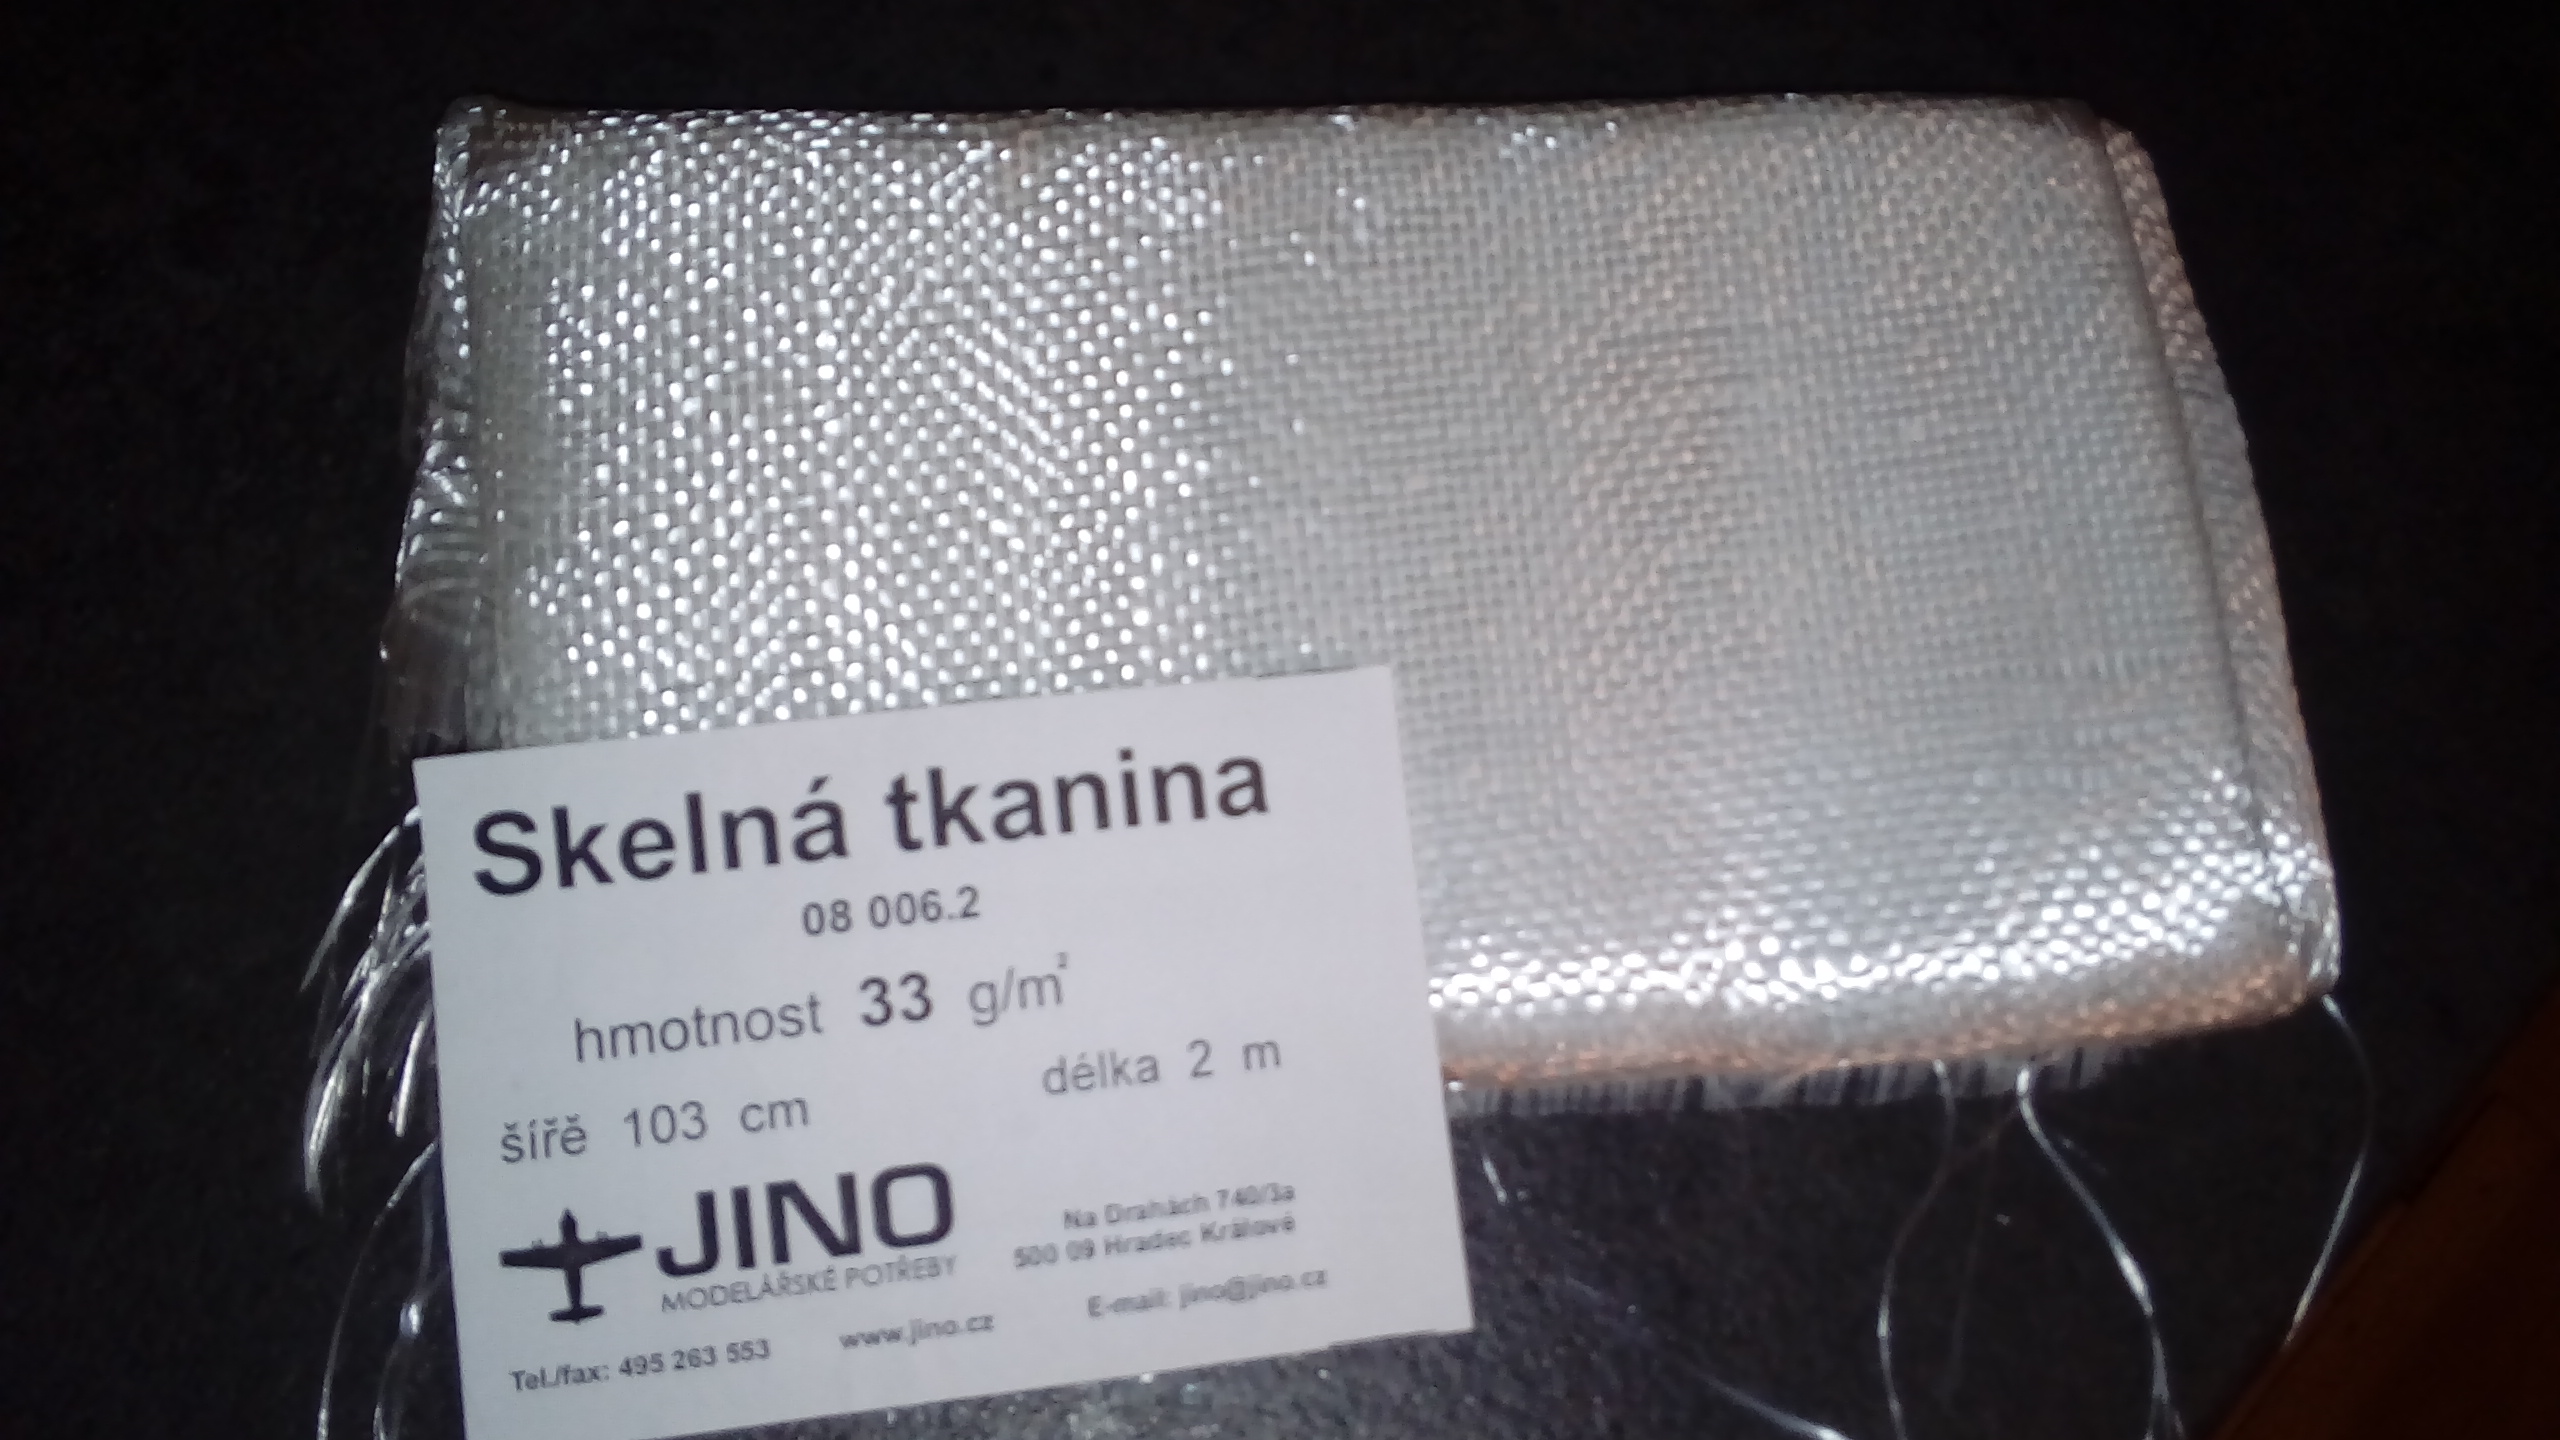 Skelná tkanina
08 006.2
hmotnost 33 g/m²
šířě 103 cm délka 2 m
JINO
MODELÁŘSKÉ POTŘEBY
Na Drahách 740/3a
500 09 Hradec Králové
Tel./fax: 495 263 553 www.jino.cz E-mail: jino@jino.cz